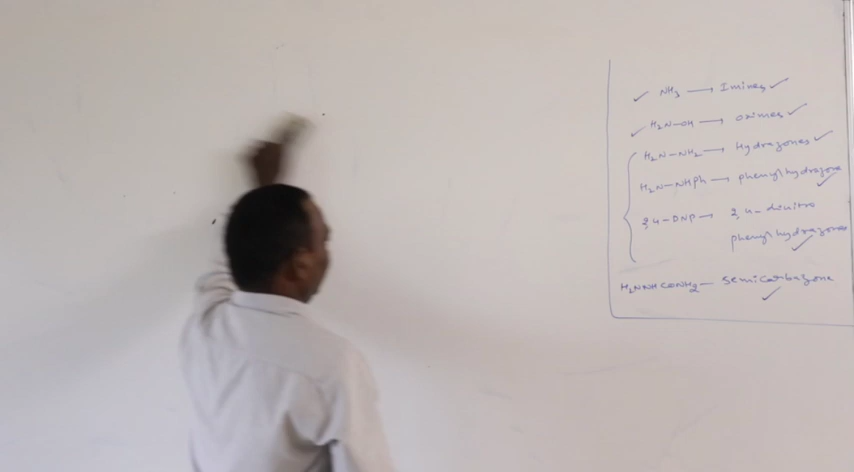 ✓ NH₃ → Imines ✓
✓ H₂N-OH → oximes ✓
H₂N-NH₂ → Hydrazones ✓
H₂N-NHPh → phenylhydrazone ✓
2,4-DNP → 2,4-dinitro
phenylhydrazones ✓
H₂NNHCONH₂ — semicarbazone ✓